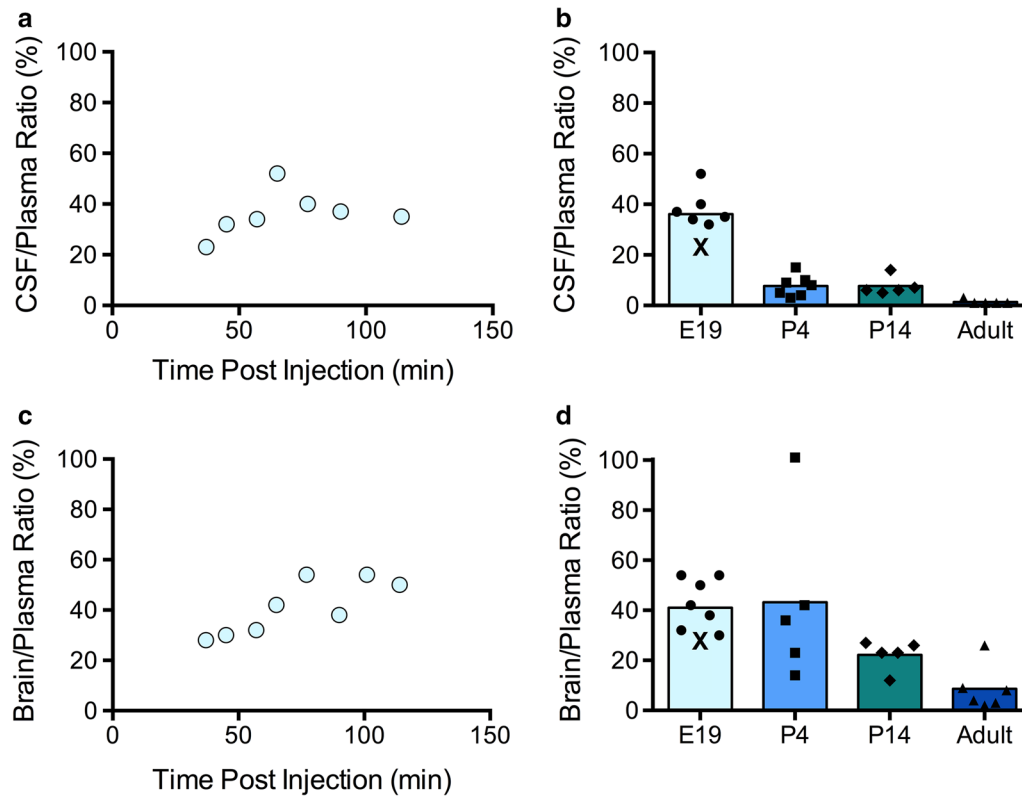 a
CSF/Plasma Ratio (%)
100
80
60
40
20
0
0 50 100 150
Time Post Injection (min)
b
CSF/Plasma Ratio (%)
100
80
60
40
20
0
X
E19 P4 P14 Adult
c
Brain/Plasma Ratio (%)
100
80
60
40
20
0
0 50 100 150
Time Post Injection (min)
d
Brain/Plasma Ratio (%)
100
80
60
40
20
0
X
E19 P4 P14 Adult